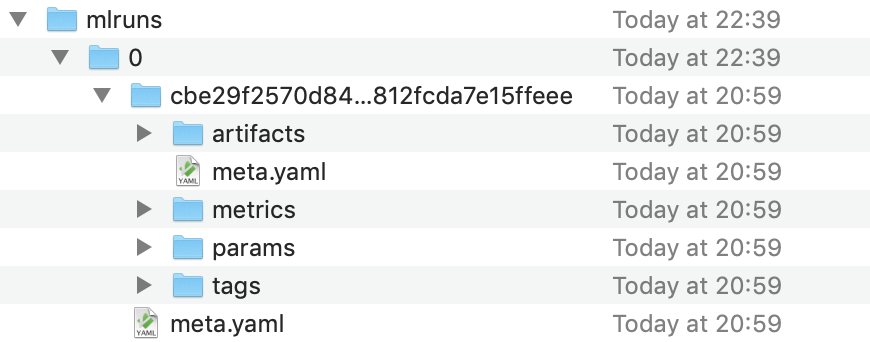 mlruns Today at 22:39
0 Today at 22:39
cbe29f2570d84...812fcda7e15ffeee Today at 20:59
artifacts Today at 20:59
YAML meta.yaml Today at 20:59
metrics Today at 20:59
params Today at 20:59
tags Today at 20:59
YAML meta.yaml Today at 20:59